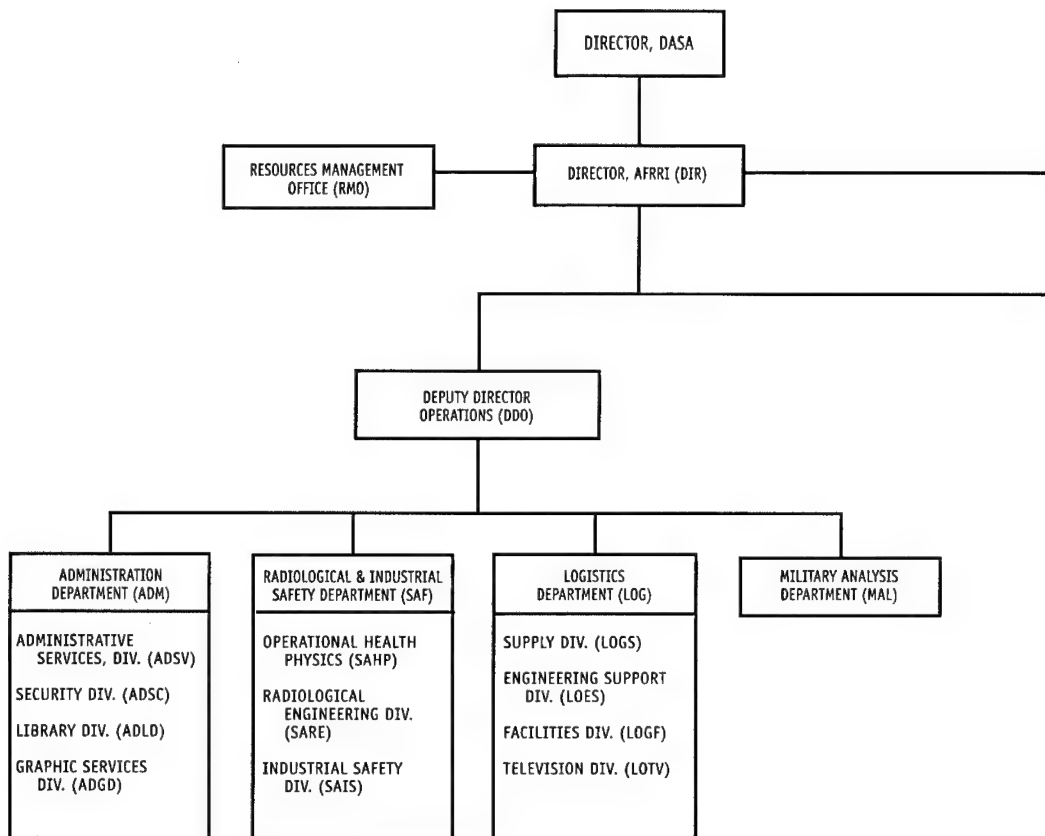 DIRECTOR, DASA
RESOURCES MANAGEMENT
OFFICE (RMO)
DIRECTOR, AFRRI (DIR)
DEPUTY DIRECTOR
OPERATIONS (DDO)
ADMINISTRATION
DEPARTMENT (ADM)
ADMINISTRATIVE
SERVICES, DIV. (ADSV)
SECURITY DIV. (ADSC)
LIBRARY DIV. (ADLD)
GRAPHIC SERVICES
DIV. (ADGD)
RADIOLOGICAL & INDUSTRIAL
SAFETY DEPARTMENT (SAF)
OPERATIONAL HEALTH
PHYSICS (SAHP)
RADIOLOGICAL
ENGINEERING DIV.
(SARE)
INDUSTRIAL SAFETY
DIV. (SAIS)
LOGISTICS
DEPARTMENT (LOG)
SUPPLY DIV. (LOGS)
ENGINEERING SUPPORT
DIV. (LOES)
FACILITIES DIV. (LOGF)
TELEVISION DIV. (LOTV)
MILITARY ANALYSIS
DEPARTMENT (MAL)